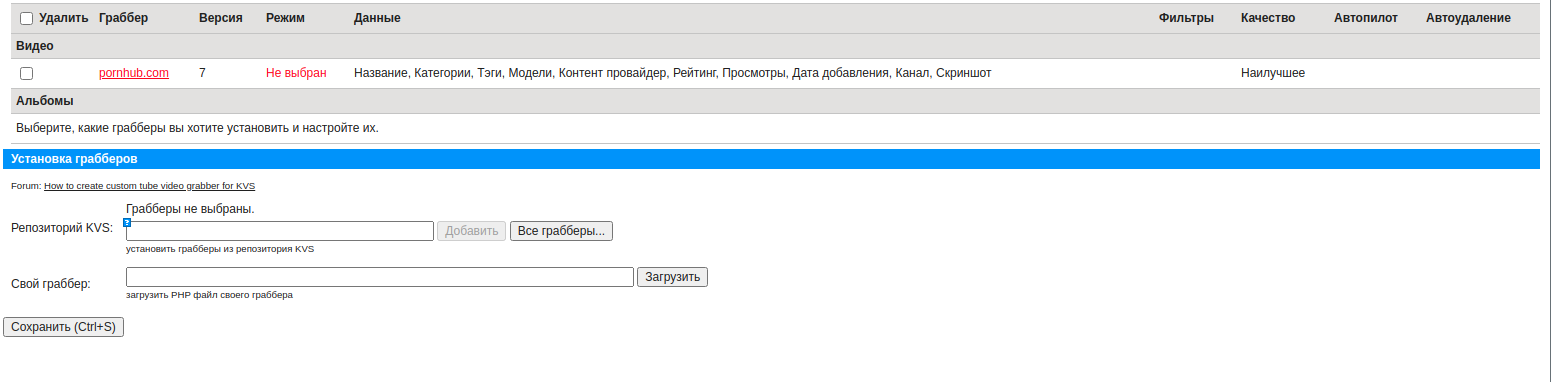 Удалить Граббер Версия Режим Данные Фильтры Качество Автопилот Автоудаление
Видео
pornhub.com 7 Не выбран Название, Категории, Тэги, Модели, Контент провайдер, Рейтинг, Просмотры, Дата добавления, Канал, Скриншот Наилучшее
Альбомы
Выберите, какие грабберы вы хотите установить и настройте их.
Установка грабберов
Forum: How to create custom tube video grabber for KVS
Грабберы не выбраны.
Репозиторий KVS: ? Добавить Все грабберы...
установить грабберы из репозитория KVS
Свой граббер: Загрузить
загрузить PHP файл своего граббера
Сохранить (Ctrl+S)